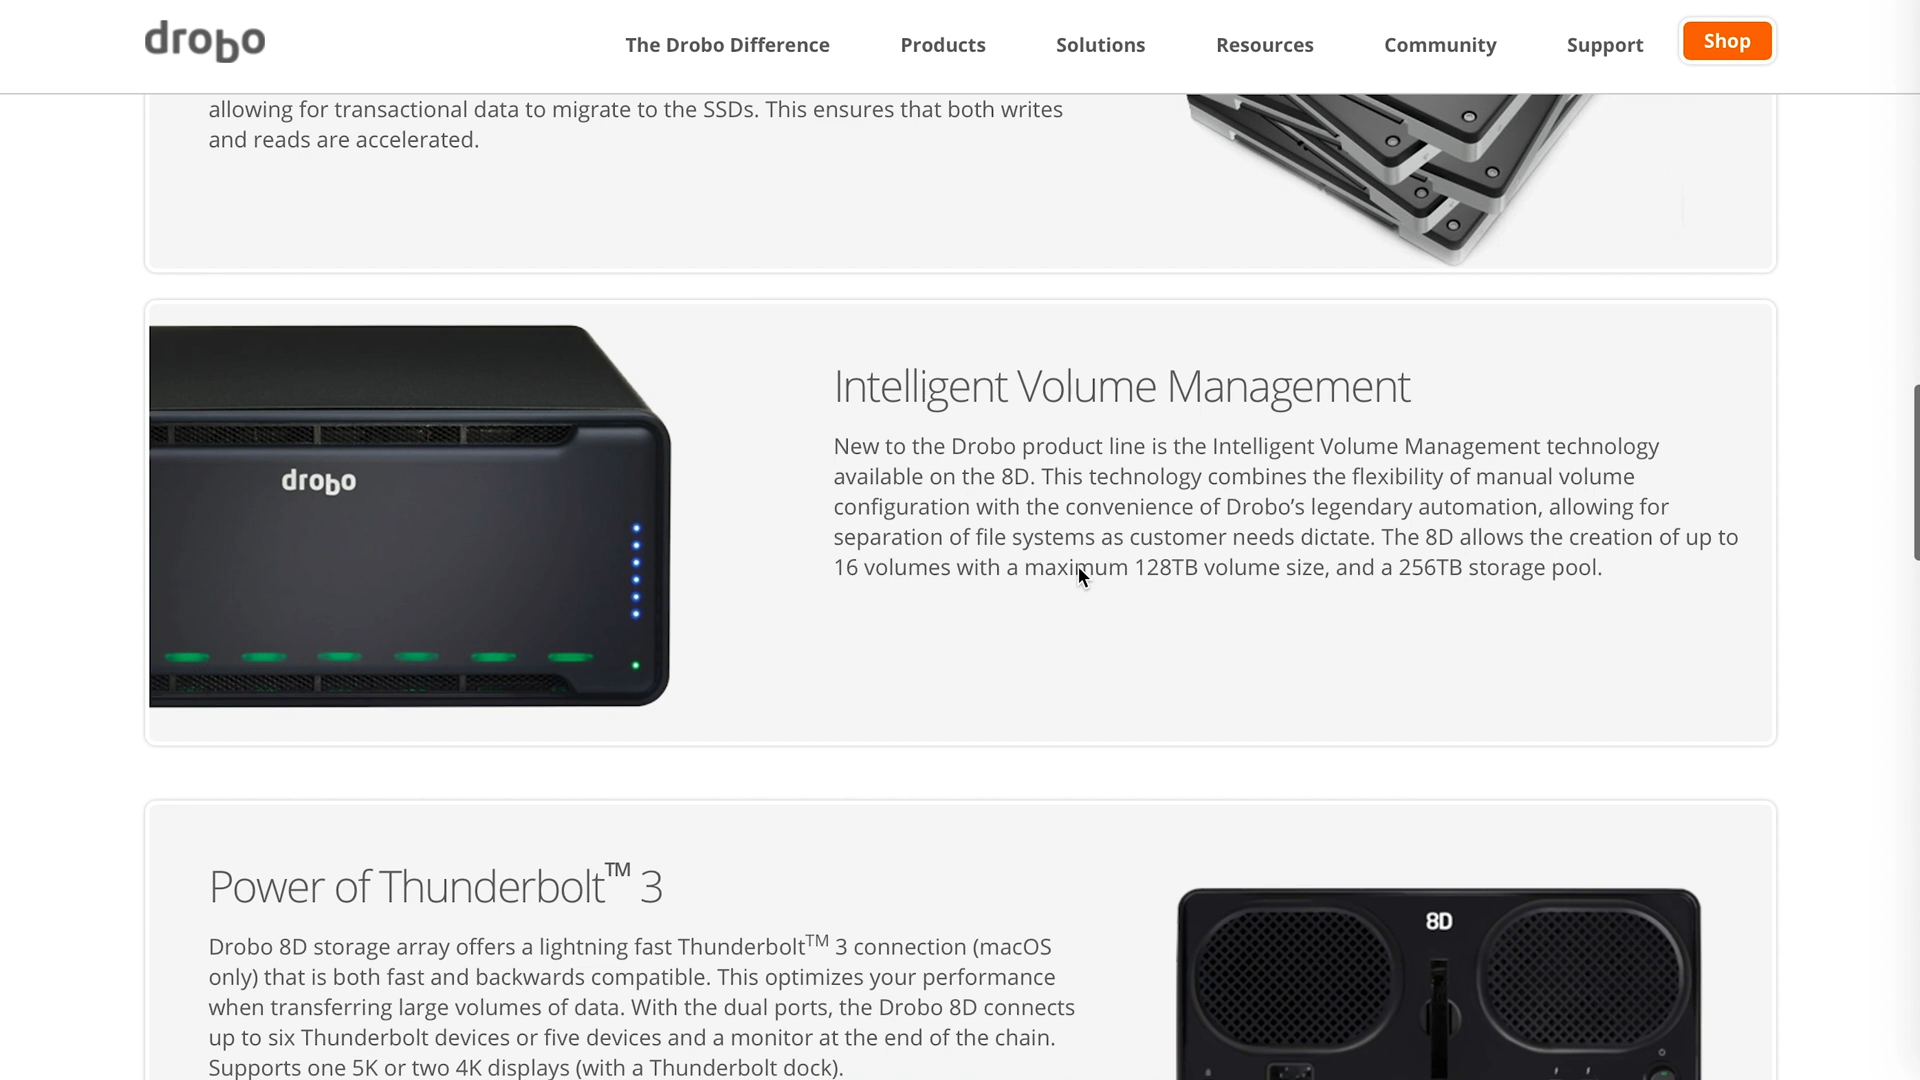 drobo
The Drobo Difference
Products
Solutions
Resources
Community
Support
Shop
allowing for transactional data to migrate to the SSDs. This ensures that both writes
and reads are accelerated.
drobo
Intelligent Volume Management
New to the Drobo product line is the Intelligent Volume Management technology
available on the 8D. This technology combines the flexibility of manual volume
configuration with the convenience of Drobo’s legendary automation, allowing for
separation of file systems as customer needs dictate. The 8D allows the creation of up to
16 volumes with a maximum 128TB volume size, and a 256TB storage pool.
Power of Thunderbolt™ 3
Drobo 8D storage array offers a lightning fast Thunderbolt™ 3 connection (macOS
only) that is both fast and backwards compatible. This optimizes your performance
when transferring large volumes of data. With the dual ports, the Drobo 8D connects
up to six Thunderbolt devices or five devices and a monitor at the end of the chain.
Supports one 5K or two 4K displays (with a Thunderbolt dock).
8D